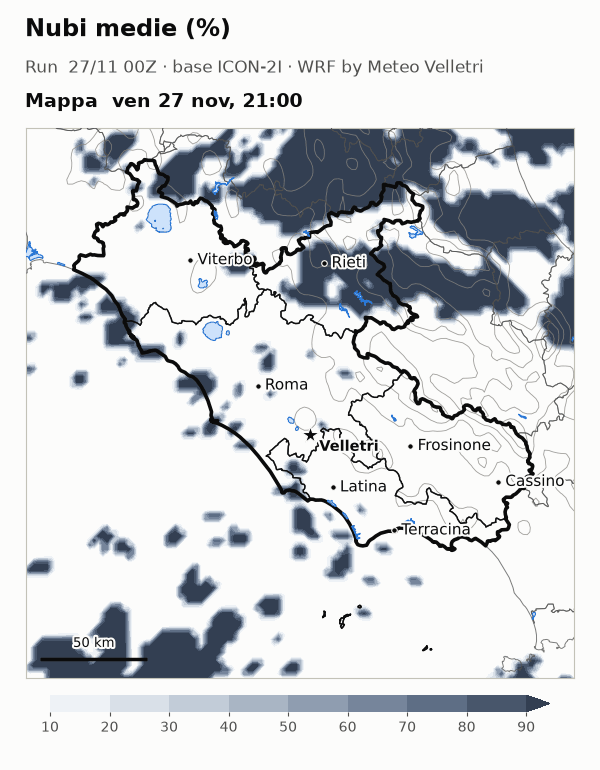 Nubi medie (%)
Run  27/11 00Z · base ICON-2I · WRF by Meteo Velletri
Mappa  ven 27 nov, 21:00
Viterbo
Rieti
Roma
Velletri
Frosinone
Latina
Cassino
Terracina
50 km
10 20 30 40 50 60 70 80 90